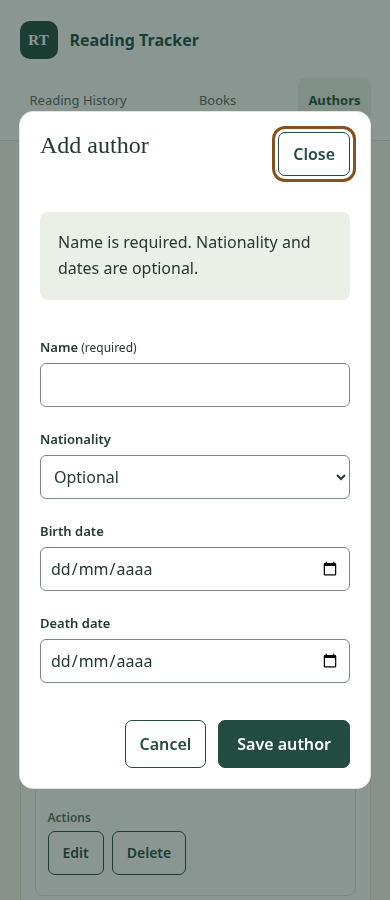 RT Reading Tracker
Reading History Books Authors
Add author
Close
Name is required. Nationality and
dates are optional.
Name (required)
Nationality
Optional
Birth date
dd/mm/aaaa
Death date
dd/mm/aaaa
Cancel Save author
Actions
Edit Delete